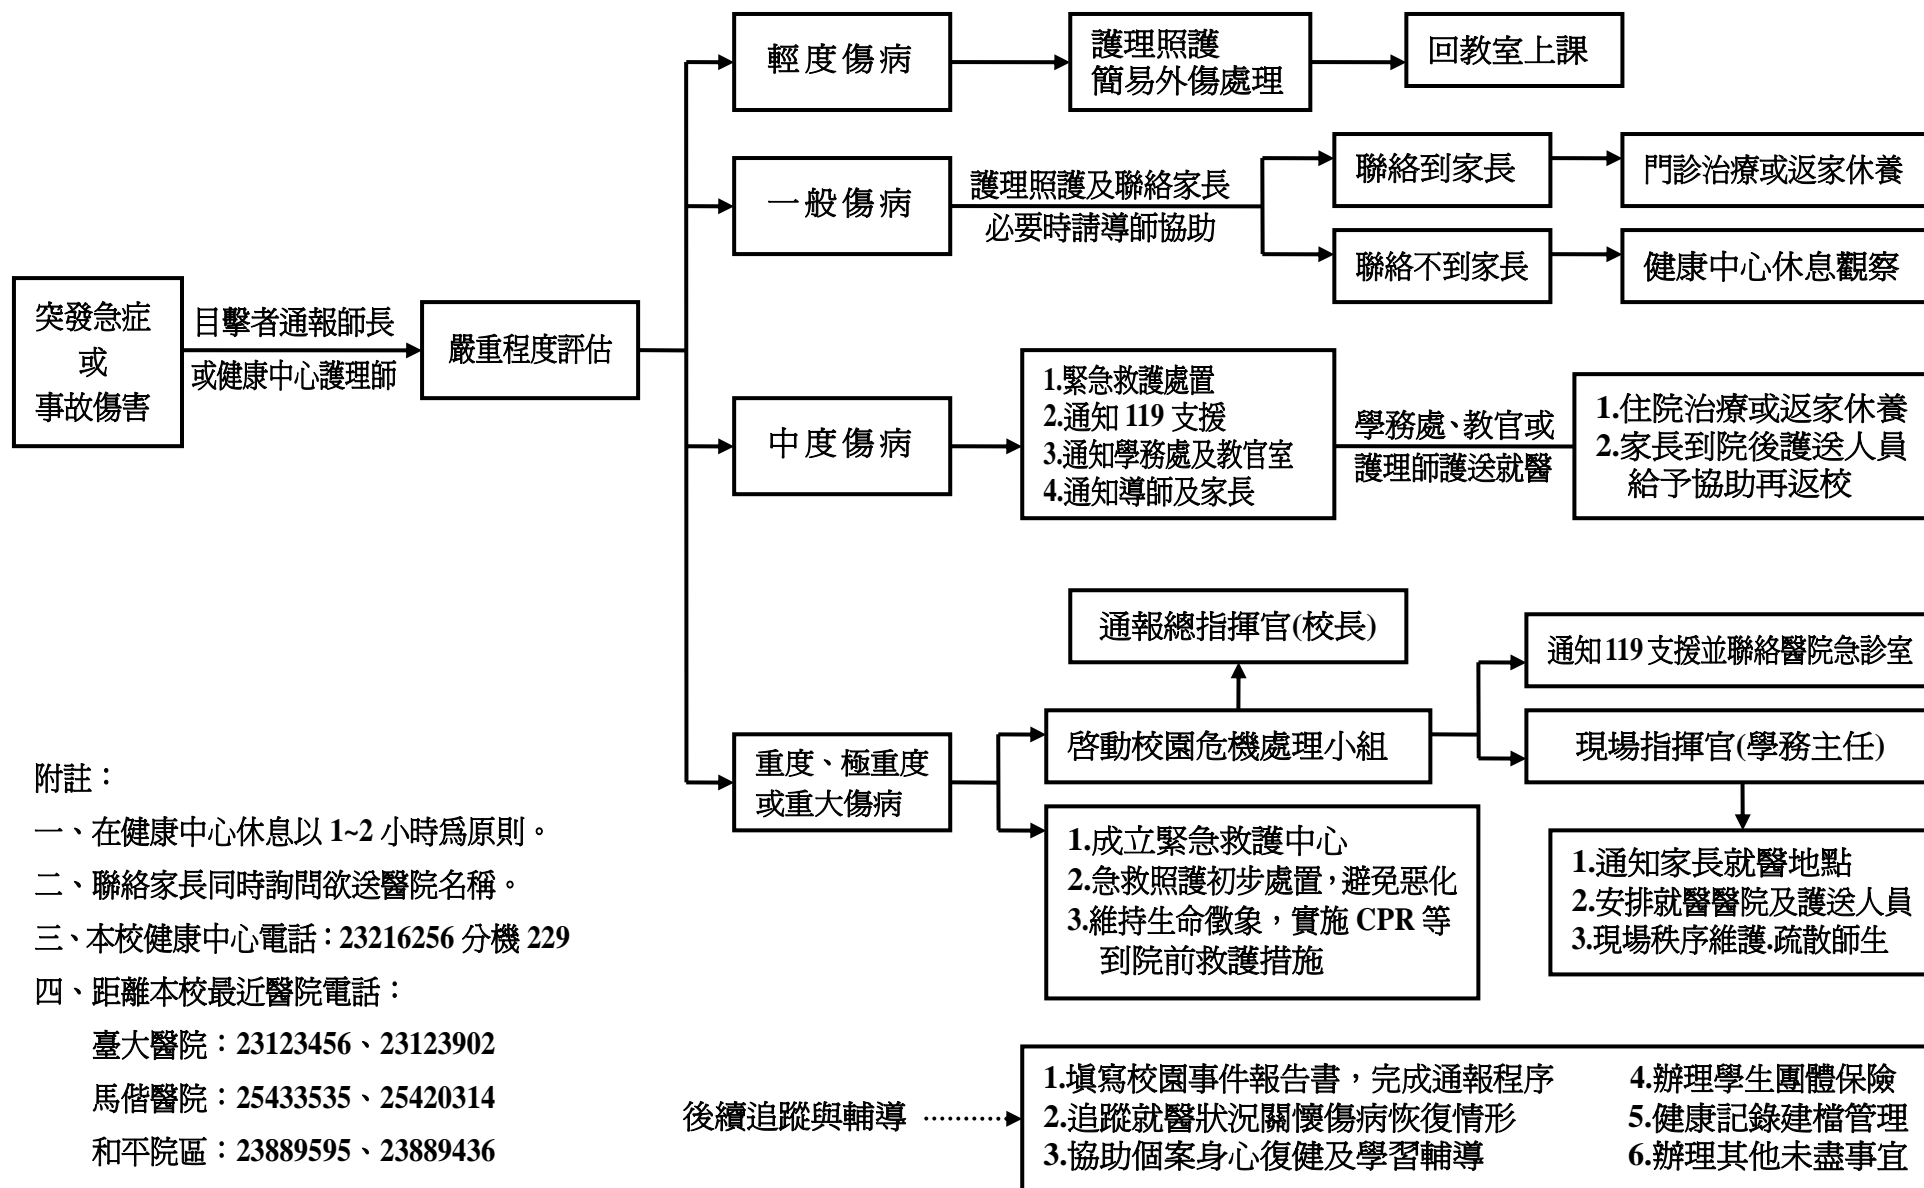 輕度傷病
護理照護
簡易外傷處理
回教室上課
一般傷病
護理照護及聯絡家長
必要時請導師協助
聯絡到家長
門診治療或返家休養
聯絡不到家長
健康中心休息觀察
突發急症
或
事故傷害
目擊者通報師長
或健康中心護理師
嚴重程度評估
中度傷病
1.緊急救護處置
2.通知 119 支援
3.通知學務處及教官室
4.通知導師及家長
學務處、教官或
護理師護送就醫
1.住院治療或返家休養
2.家長到院後護送人員
給予協助再返校
通報總指揮官(校長)
通知 119 支援並聯絡醫院急診室
重度、極重度
或重大傷病
啓動校園危機處理小組
現場指揮官(學務主任)
1.成立緊急救護中心
2.急救照護初步處置，避免惡化
3.維持生命徵象，實施 CPR 等
到院前救護措施
1.通知家長就醫地點
2.安排就醫醫院及護送人員
3.現場秩序維護.疏散師生
附註：
一、在健康中心休息以 1~2 小時爲原則。
二、聯絡家長同時詢問欲送醫院名稱。
三、本校健康中心電話：23216256 分機 229
四、距離本校最近醫院電話：
臺大醫院：23123456、23123902
馬偕醫院：25433535、25420314
和平院區：23889595、23889436
後續追蹤與輔導
1.填寫校園事件報告書，完成通報程序
2.追蹤就醫狀況關懷傷病恢復情形
3.協助個案身心復健及學習輔導
4.辦理學生團體保險
5.健康記錄建檔管理
6.辦理其他未盡事宜